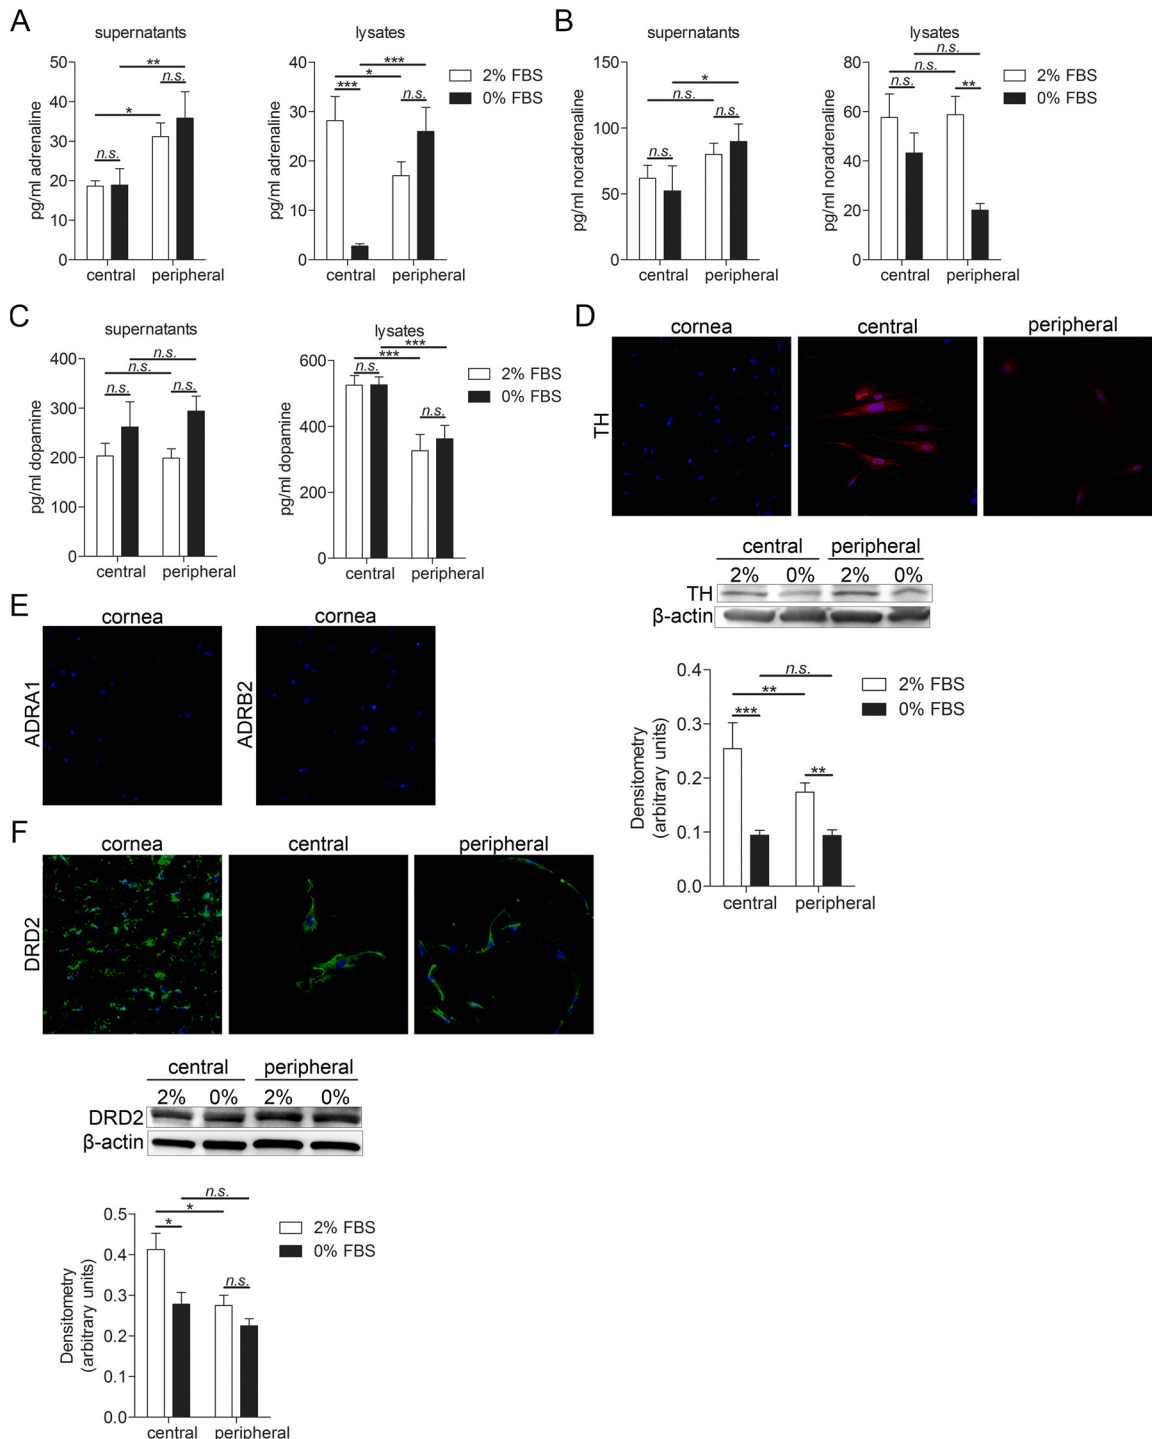 A
supernatants
pg/ml adrenaline
50
40
30
20
10
0
n.s.
*
**
n.s.
central
peripheral
lysates
pg/ml adrenaline
40
30
20
10
0
***
*
***
n.s.
central
peripheral
2% FBS
0% FBS
B
supernatants
pg/ml noradrenaline
150
100
50
0
n.s.
n.s.
*
n.s.
central
peripheral
lysates
pg/ml noradrenaline
80
60
40
20
0
n.s.
n.s.
n.s.
**
central
peripheral
2% FBS
0% FBS
C
supernatants
pg/ml dopamine
400
300
200
100
0
n.s.
n.s.
n.s.
n.s.
central
peripheral
lysates
pg/ml dopamine
600
400
200
0
n.s.
***
***
n.s.
central
peripheral
2% FBS
0% FBS
D
cornea
central
peripheral
TH
central
peripheral
2%
0%
2%
0%
TH
β-actin
Densitometry
(arbitrary units)
0.4
0.3
0.2
0.1
0.0
***
**
n.s.
**
central
peripheral
2% FBS
0% FBS
E
cornea
cornea
ADRA1
ADRB2
F
cornea
central
peripheral
DRD2
central
peripheral
2%
0%
2%
0%
DRD2
β-actin
Densitometry
(arbitrary units)
0.5
0.4
0.3
0.2
0.1
0.0
*
*
n.s.
n.s.
central
peripheral
2% FBS
0% FBS